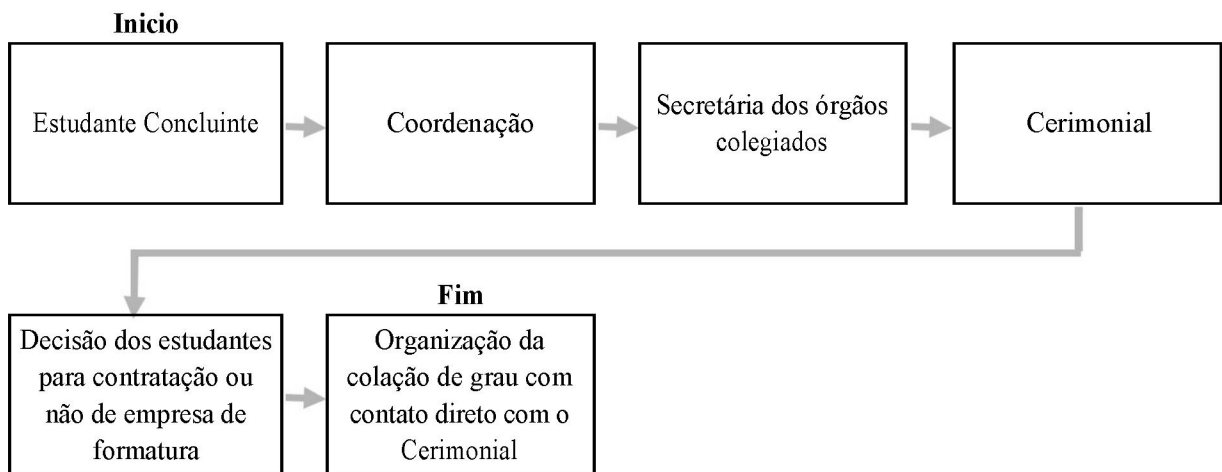 Inicio
Estudante Concluinte
Coordenação
Secretária dos órgãos
colegiados
Cerimonial
Decisão dos estudantes
para contratação ou
não de empresa de
formatura
Fim
Organização da
colação de grau com
contato direto com o
Cerimonial